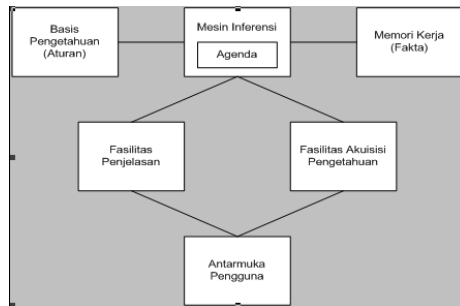 Basis
Pengetahuan
(Aturan)
Mesin Inferensi
Agenda
Memori Kerja
(Fakta)
Fasilitas
Penjelasan
Fasilitas Akuisisi
Pengetahuan
Antarmuka
Pengguna